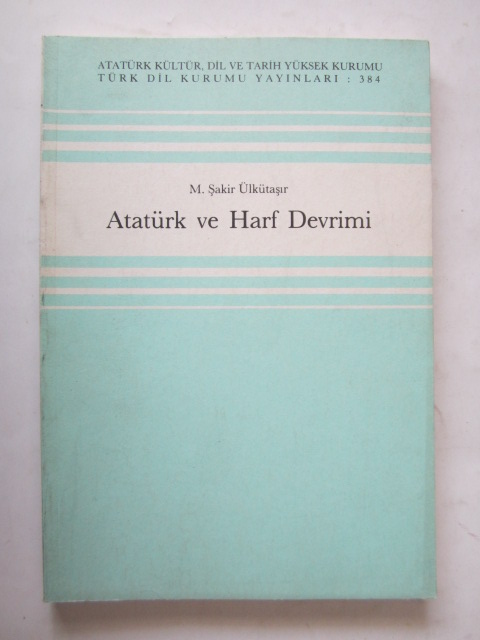 ATATÜRK KÜLTÜR, DİL VE TARİH YÜKSEK KURUMU
TÜRK DİL KURUMU YAYINLARI : 384
M. Şakir Ülkütaşır
Atatürk ve Harf Devrimi